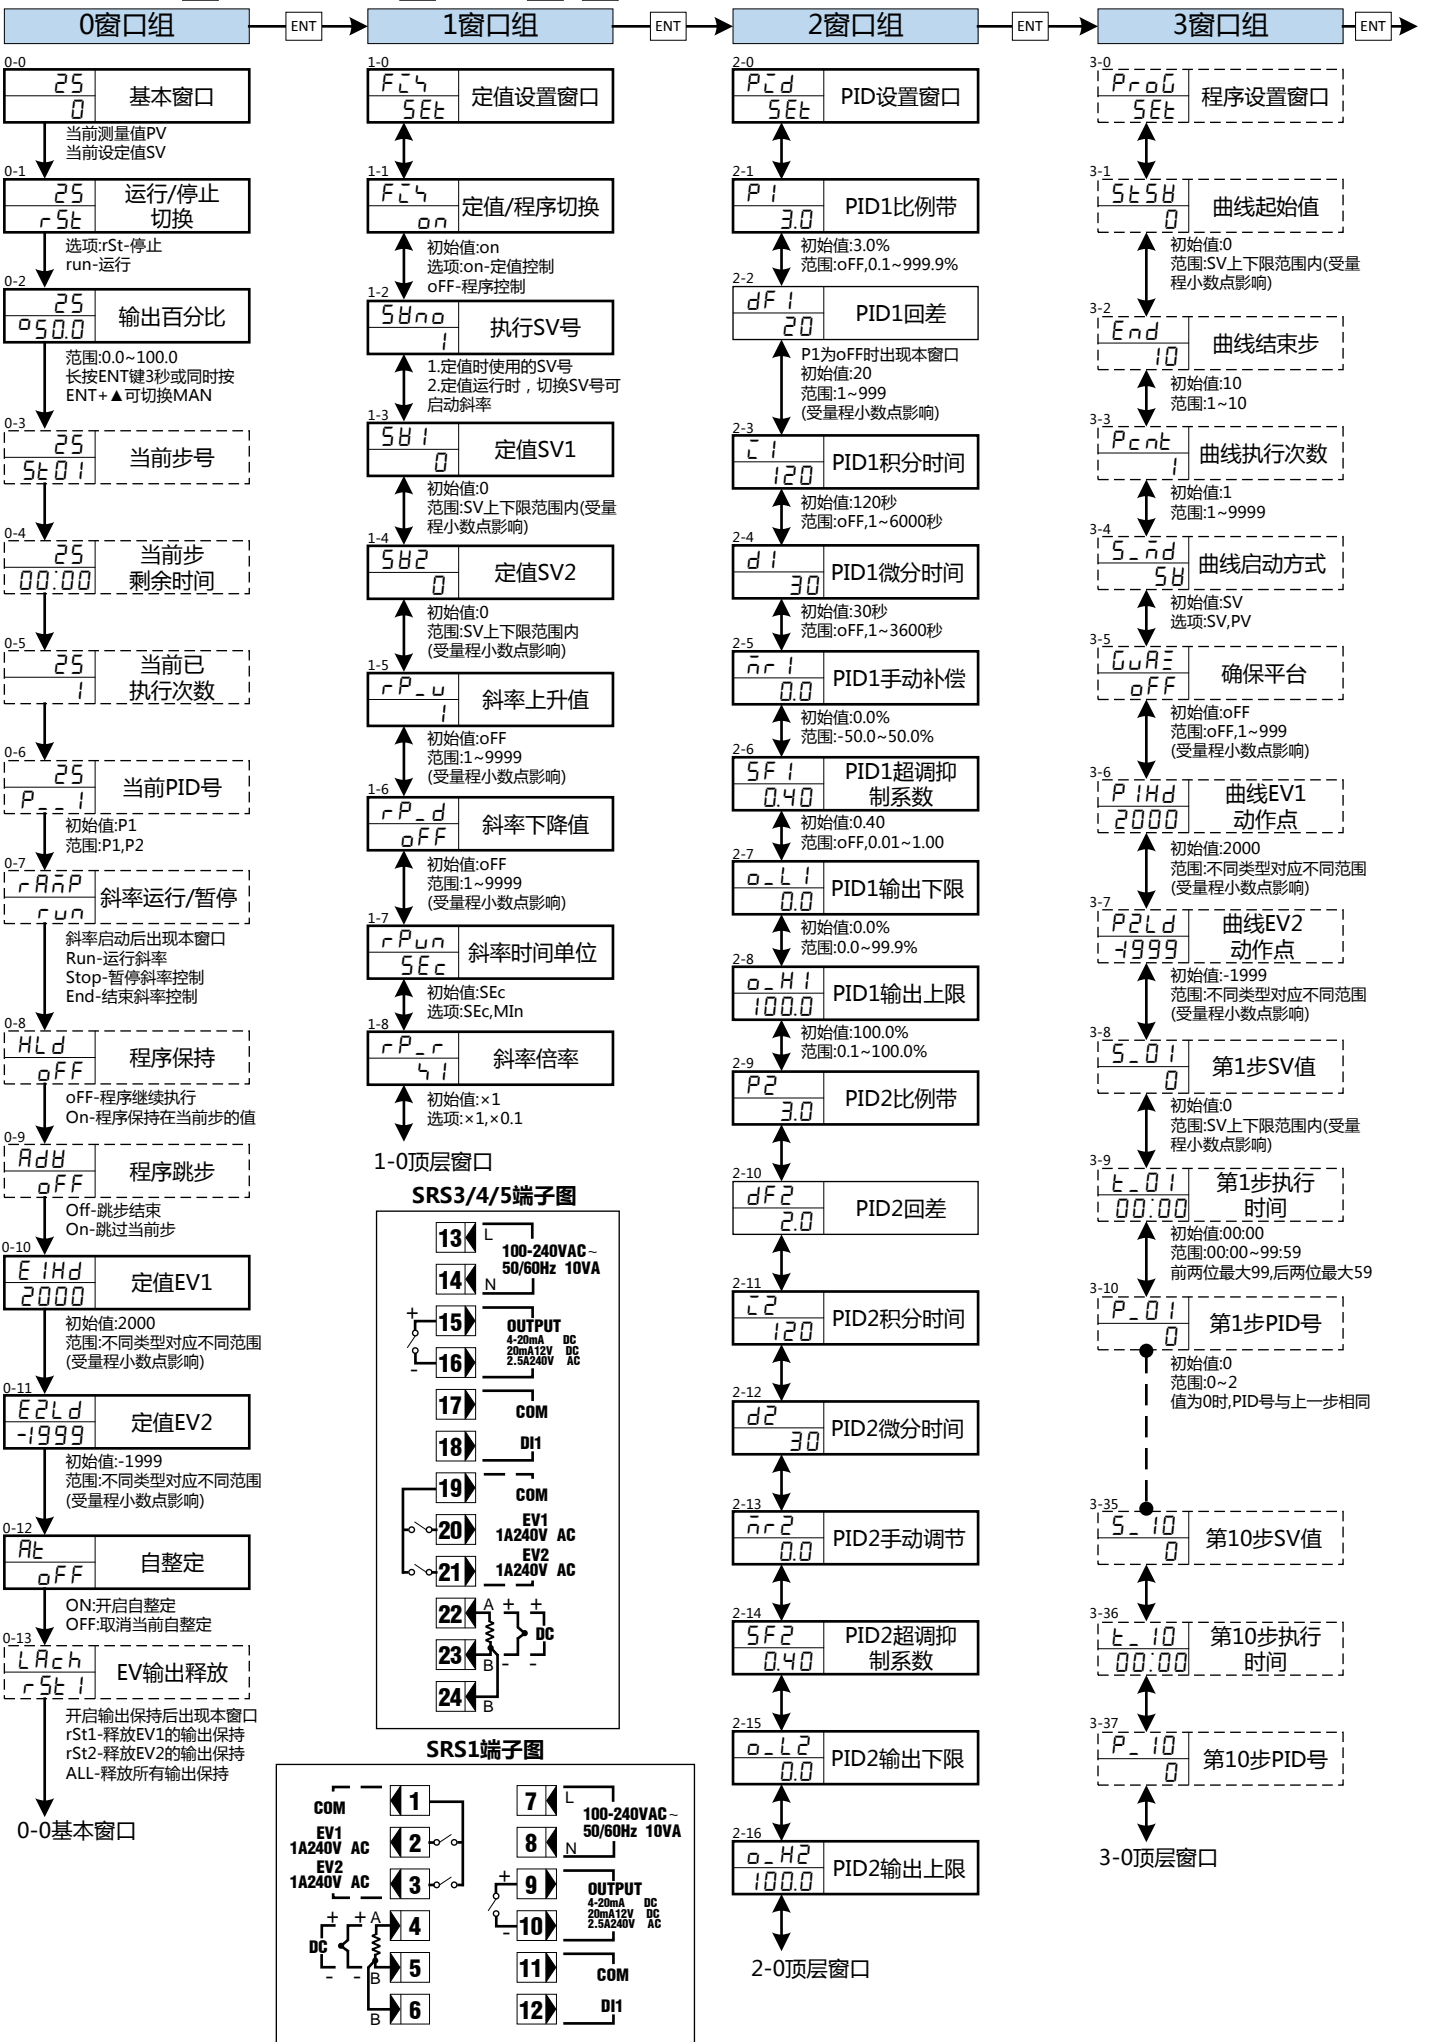 0窗口组
ENT
1窗口组
ENT
2窗口组
ENT
3窗口组
ENT
0-0
25
0
基本窗口
当前测量值PV
当前设定值SV
0-1
25
rSt
运行/停止
切换
选项:rSt-停止
run-运行
0-2
25
50.0
输出百分比
范围:0.0~100.0
长按ENT键3秒或同时按
ENT+▲可切换MAN
0-3
25
St01
当前步号
0-4
25
00:00
当前步
剩余时间
0-5
25
1
当前已
执行次数
0-6
25
P__1
当前PID号
初始值:P1
范围:P1,P2
0-7
rAmP
run
斜率运行/暂停
斜率启动后出现本窗口
Run-运行斜率
Stop-暂停斜率控制
End-结束斜率控制
0-8
HLd
oFF
程序保持
oFF-程序继续执行
On-程序保持在当前步的值
0-9
Adv
oFF
程序跳步
Off-跳步结束
On-跳过当前步
0-10
E1Hd
2000
定值EV1
初始值:2000
范围:不同类型对应不同范围
(受量程小数点影响)
0-11
E2Ld
-1999
定值EV2
初始值:-1999
范围:不同类型对应不同范围
(受量程小数点影响)
0-12
At
oFF
自整定
ON:开启自整定
OFF:取消当前自整定
0-13
LAch
rSt1
EV输出释放
开启输出保持后出现本窗口
rSt1-释放EV1的输出保持
rSt2-释放EV2的输出保持
ALL-释放所有输出保持
0-0基本窗口
1-0
Fix
SEt
定值设置窗口
1-1
Fix
on
定值/程序切换
初始值:on
选项:on-定值控制
oFF-程序控制
1-2
SVno
1
执行SV号
1.定值时使用的SV号
2.定值运行时，切换SV号可
启动斜率
1-3
SV1
0
定值SV1
初始值:0
范围:SV上下限范围内(受量
程小数点影响)
1-4
SV2
0
定值SV2
初始值:0
范围:SV上下限范围内
(受量程小数点影响)
1-5
rP_u
1
斜率上升值
初始值:oFF
范围:1~9999
(受量程小数点影响)
1-6
rP_d
oFF
斜率下降值
初始值:oFF
范围:1~9999
(受量程小数点影响)
1-7
rPun
SEc
斜率时间单位
初始值:SEc
选项:SEc,MIn
1-8
rP_r
x1
斜率倍率
初始值:×1
选项:×1,×0.1
1-0顶层窗口
SRS3/4/5端子图
13 L
100-240VAC~
50/60Hz 10VA
14 N
+ 15
OUTPUT
4-20mA DC
20mA12V DC
2.5A240V AC
- 16
17 COM
18 DI1
19 COM
20 EV1
1A240V AC
21 EV2
1A240V AC
22 A + +
DC
23 B - -
24 B
SRS1端子图
COM 1
EV1
1A240V AC 2
EV2
1A240V AC 3
+ + A 4
DC
- - B 5
B 6
7 L
100-240VAC~
50/60Hz 10VA
8 N
+ 9
OUTPUT
4-20mA DC
20mA12V DC
2.5A240V AC
- 10
11 COM
12 DI1
2-0
Pid
SEt
PID设置窗口
2-1
P1
3.0
PID1比例带
初始值:3.0%
范围:oFF,0.1~999.9%
2-2
dF1
20
PID1回差
P1为oFF时出现本窗口
初始值:20
范围:1~999
(受量程小数点影响)
2-3
i1
120
PID1积分时间
初始值:120秒
范围:oFF,1~6000秒
2-4
d1
30
PID1微分时间
初始值:30秒
范围:oFF,1~3600秒
2-5
mr1
0.0
PID1手动补偿
初始值:0.0%
范围:-50.0~50.0%
2-6
SF1
0.40
PID1超调抑
制系数
初始值:0.40
范围:oFF,0.01~1.00
2-7
o_L1
0.0
PID1输出下限
初始值:0.0%
范围:0.0~99.9%
2-8
o_H1
100.0
PID1输出上限
初始值:100.0%
范围:0.1~100.0%
2-9
P2
3.0
PID2比例带
2-10
dF2
2.0
PID2回差
2-11
i2
120
PID2积分时间
2-12
d2
30
PID2微分时间
2-13
mr2
0.0
PID2手动调节
2-14
SF2
0.40
PID2超调抑
制系数
2-15
o_L2
0.0
PID2输出下限
2-16
o_H2
100.0
PID2输出上限
2-0顶层窗口
3-0
ProG
SEt
程序设置窗口
3-1
StSV
0
曲线起始值
初始值:0
范围:SV上下限范围内(受量
程小数点影响)
3-2
End
10
曲线结束步
初始值:10
范围:1~10
3-3
Pcnt
1
曲线执行次数
初始值:1
范围:1~9999
3-4
S_md
SV
曲线启动方式
初始值:SV
选项:SV,PV
3-5
GuA
oFF
确保平台
初始值:oFF
范围:oFF,1~999
(受量程小数点影响)
3-6
P1Hd
2000
曲线EV1
动作点
初始值:2000
范围:不同类型对应不同范围
(受量程小数点影响)
3-7
P2Ld
-1999
曲线EV2
动作点
初始值:-1999
范围:不同类型对应不同范围
(受量程小数点影响)
3-8
S_01
0
第1步SV值
初始值:0
范围:SV上下限范围内(受量
程小数点影响)
3-9
t_01
00:00
第1步执行
时间
初始值:00:00
范围:00:00~99:59
前两位最大99,后两位最大59
3-10
P_01
0
第1步PID号
初始值:0
范围:0~2
值为0时,PID号与上一步相同
3-35
S_10
0
第10步SV值
3-36
t_10
00:00
第10步执行
时间
3-37
P_10
0
第10步PID号
3-0顶层窗口